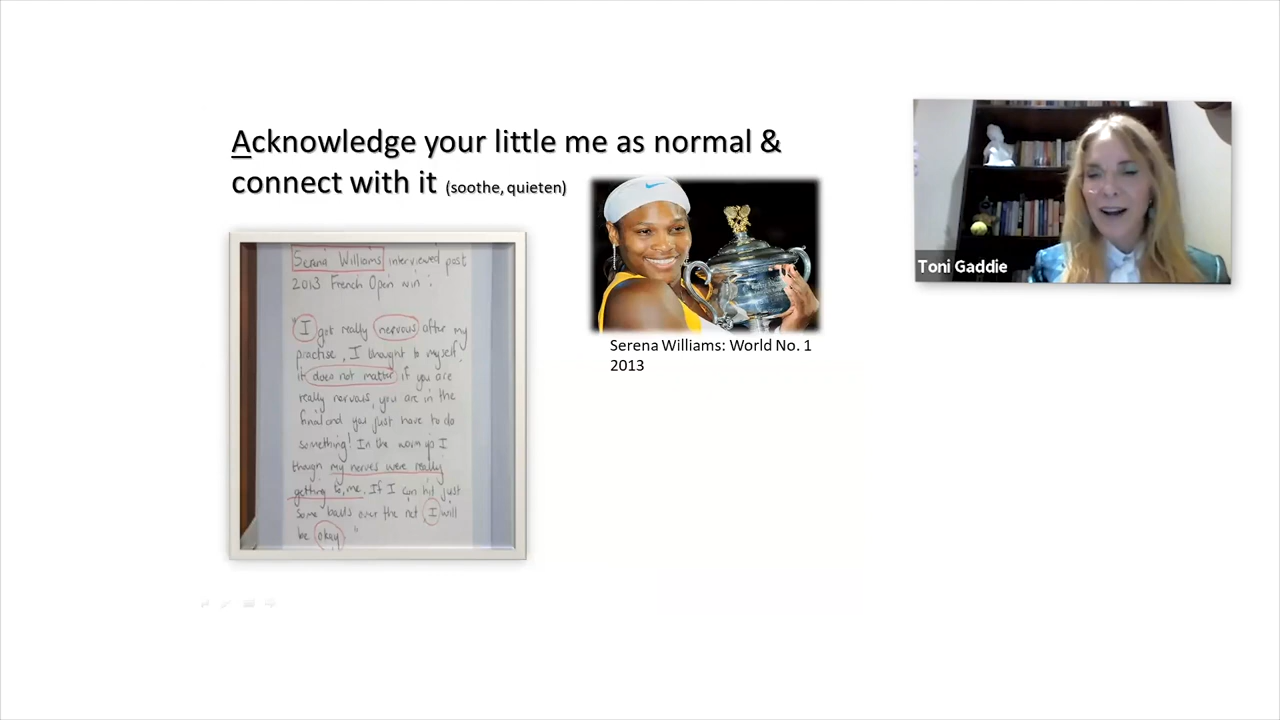 Acknowledge your little me as normal &
connect with it (soothe, quieten)
Serena Williams interviewed post
2013 French Open win :
"I got really nervous after my
practise, I thought to myself,
it does not matter if you are
really nervous, you are in the
final and you just have to do
something! In the warm up I
though my nerves were really
getting to me. If I can hit just
some balls over the net I will
be okay."
Serena Williams: World No. 1
2013
Toni Gaddie